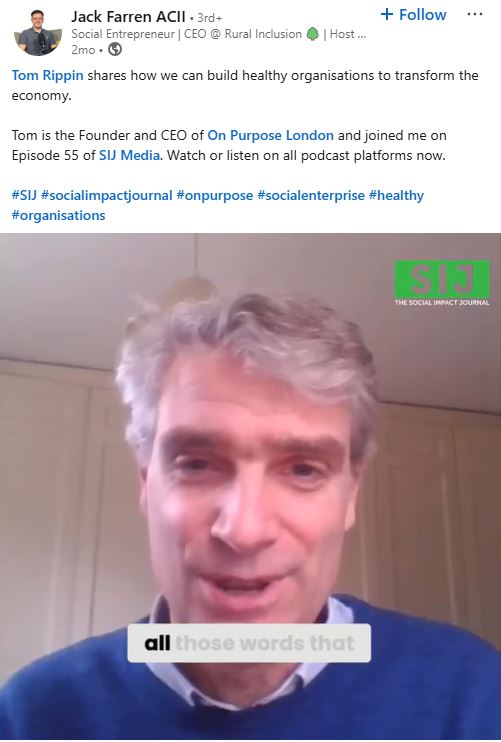 Jack Farren ACII • 3rd+
+ Follow
...
Social Entrepreneur | CEO @ Rural Inclusion | Host ...
2mo •
Tom Rippin shares how we can build healthy organisations to transform the
economy.
Tom is the Founder and CEO of On Purpose London and joined me on
Episode 55 of SIJ Media. Watch or listen on all podcast platforms now.
#SIJ #socialimpactjournal #onpurpose #socialenterprise #healthy
#organisations
SIJ
THE SOCIAL IMPACT JOURNAL
all those words that